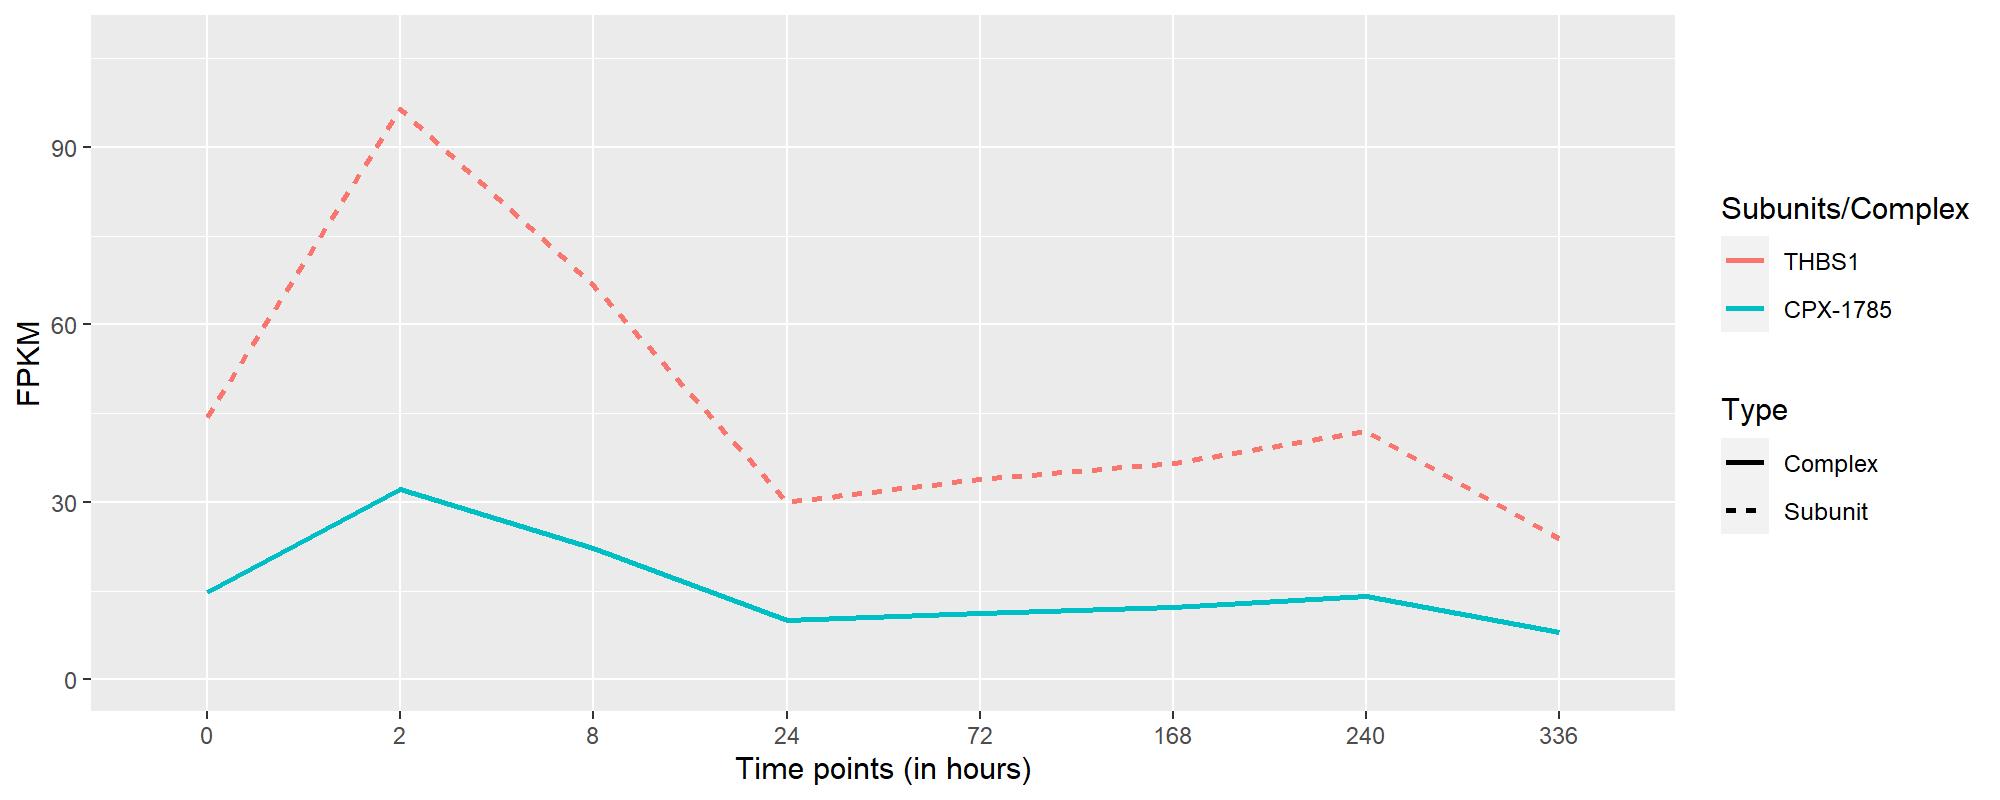 FPKM
90
60
30
0
0 2 8 24 72 168 240 336
Time points (in hours)
Subunits/Complex
THBS1
CPX-1785
Type
Complex
Subunit